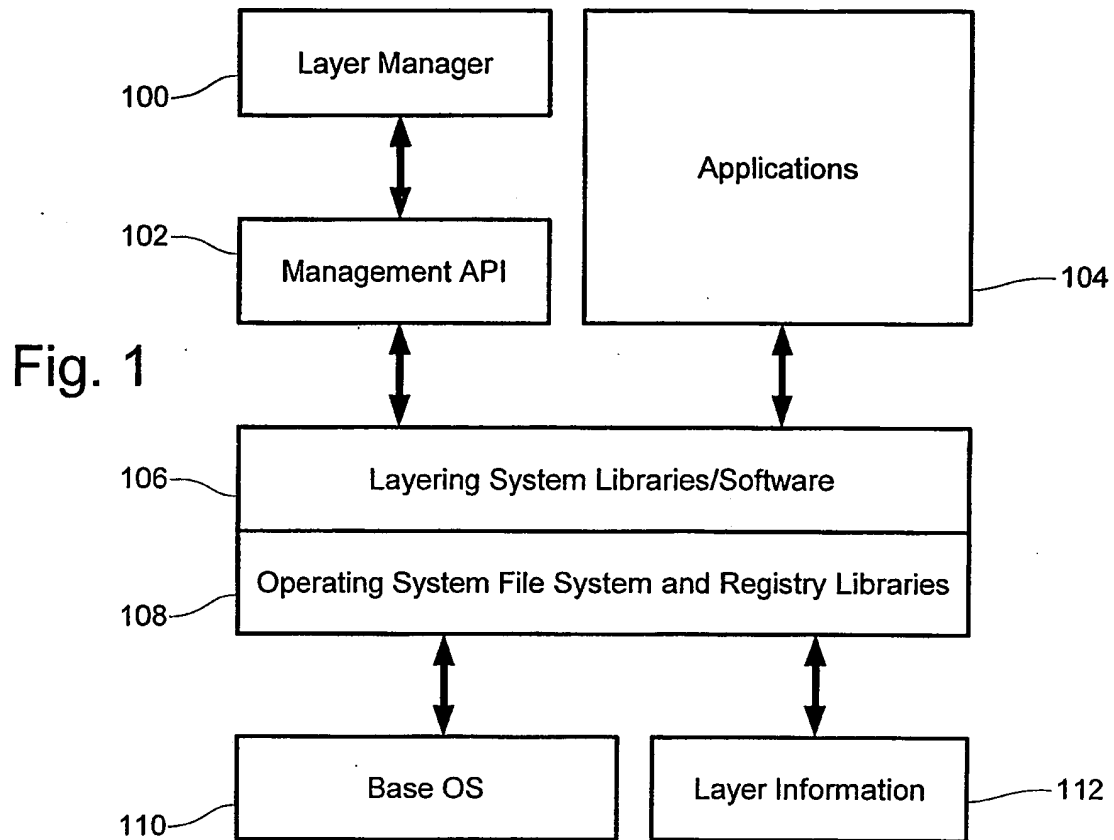 Layer Manager
100
Applications
102
Management API
104
Fig. 1
106
Layering System Libraries/Software
Operating System File System and Registry Libraries
108
Base OS
110
Layer Information
112